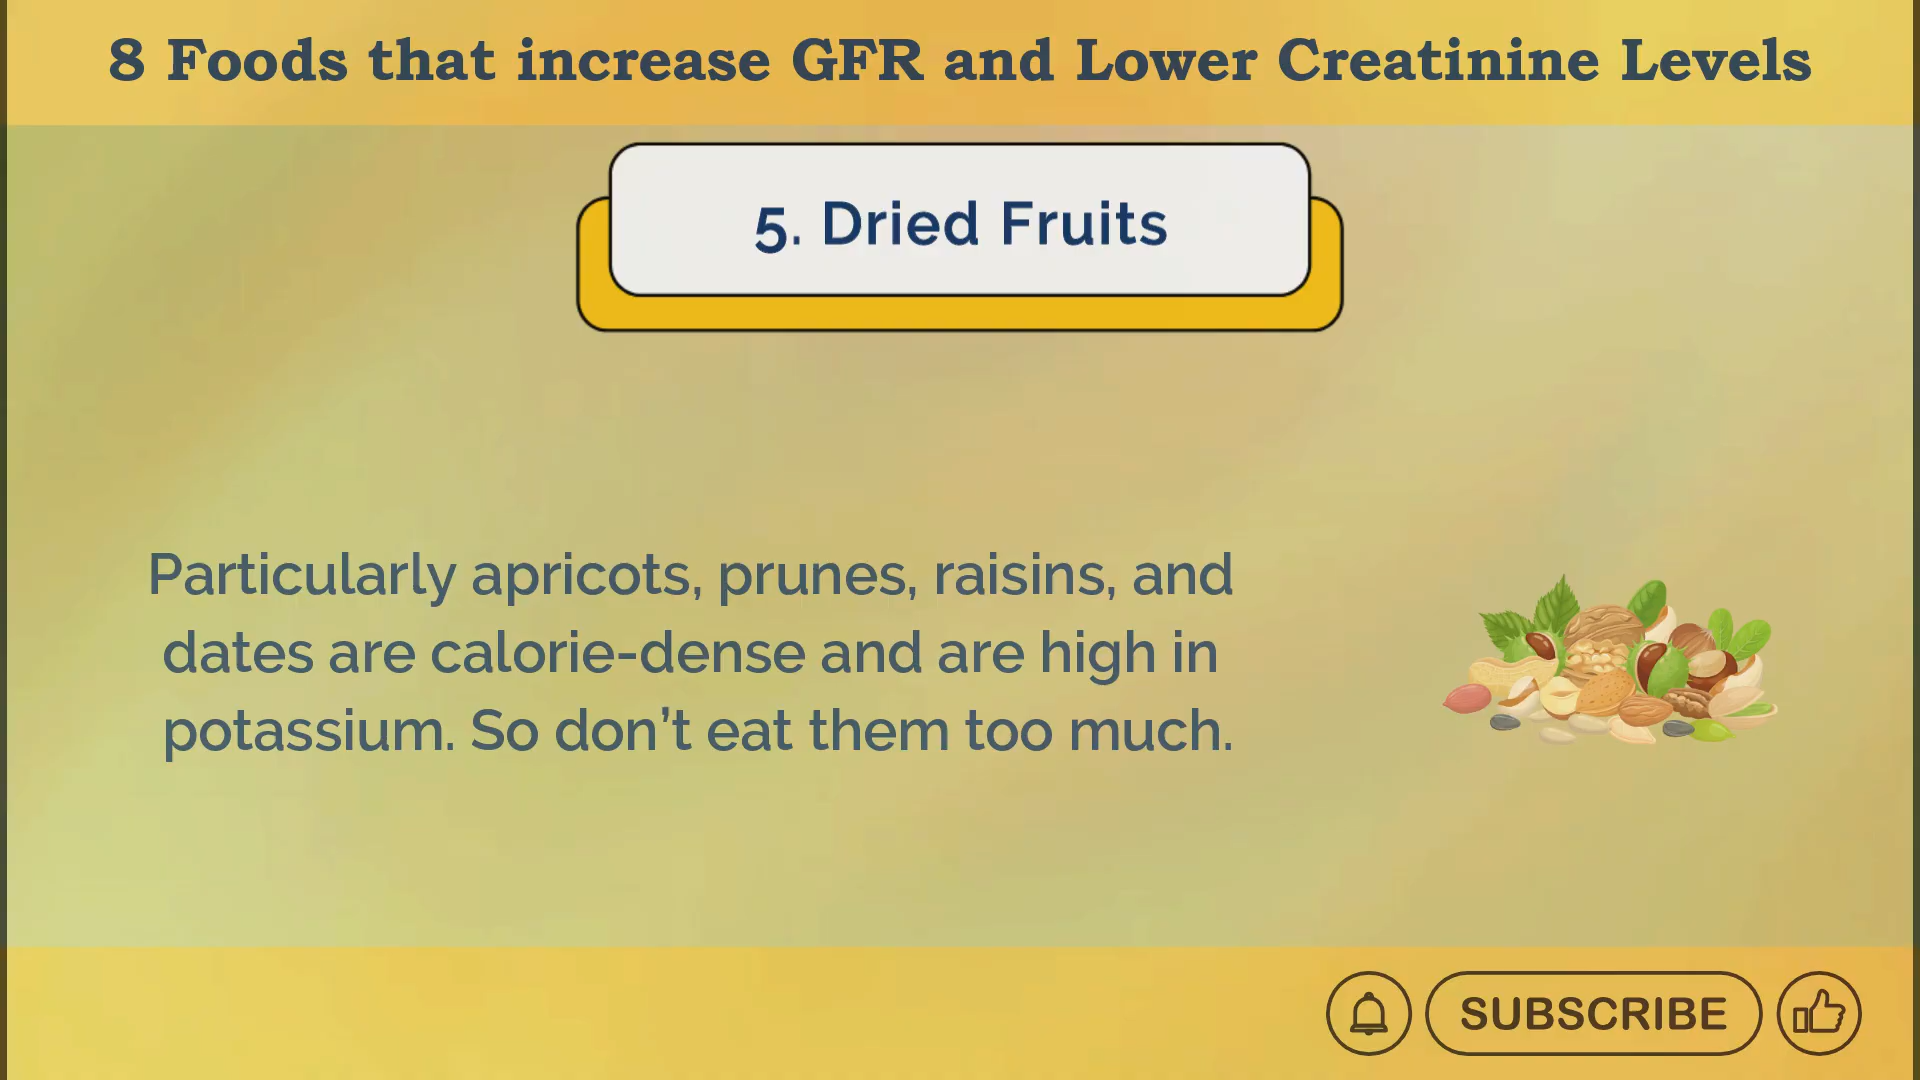 8 Foods that increase GFR and Lower Creatinine Levels
5. Dried Fruits
Particularly apricots, prunes, raisins, and
dates are calorie-dense and are high in
potassium. So don’t eat them too much.
SUBSCRIBE